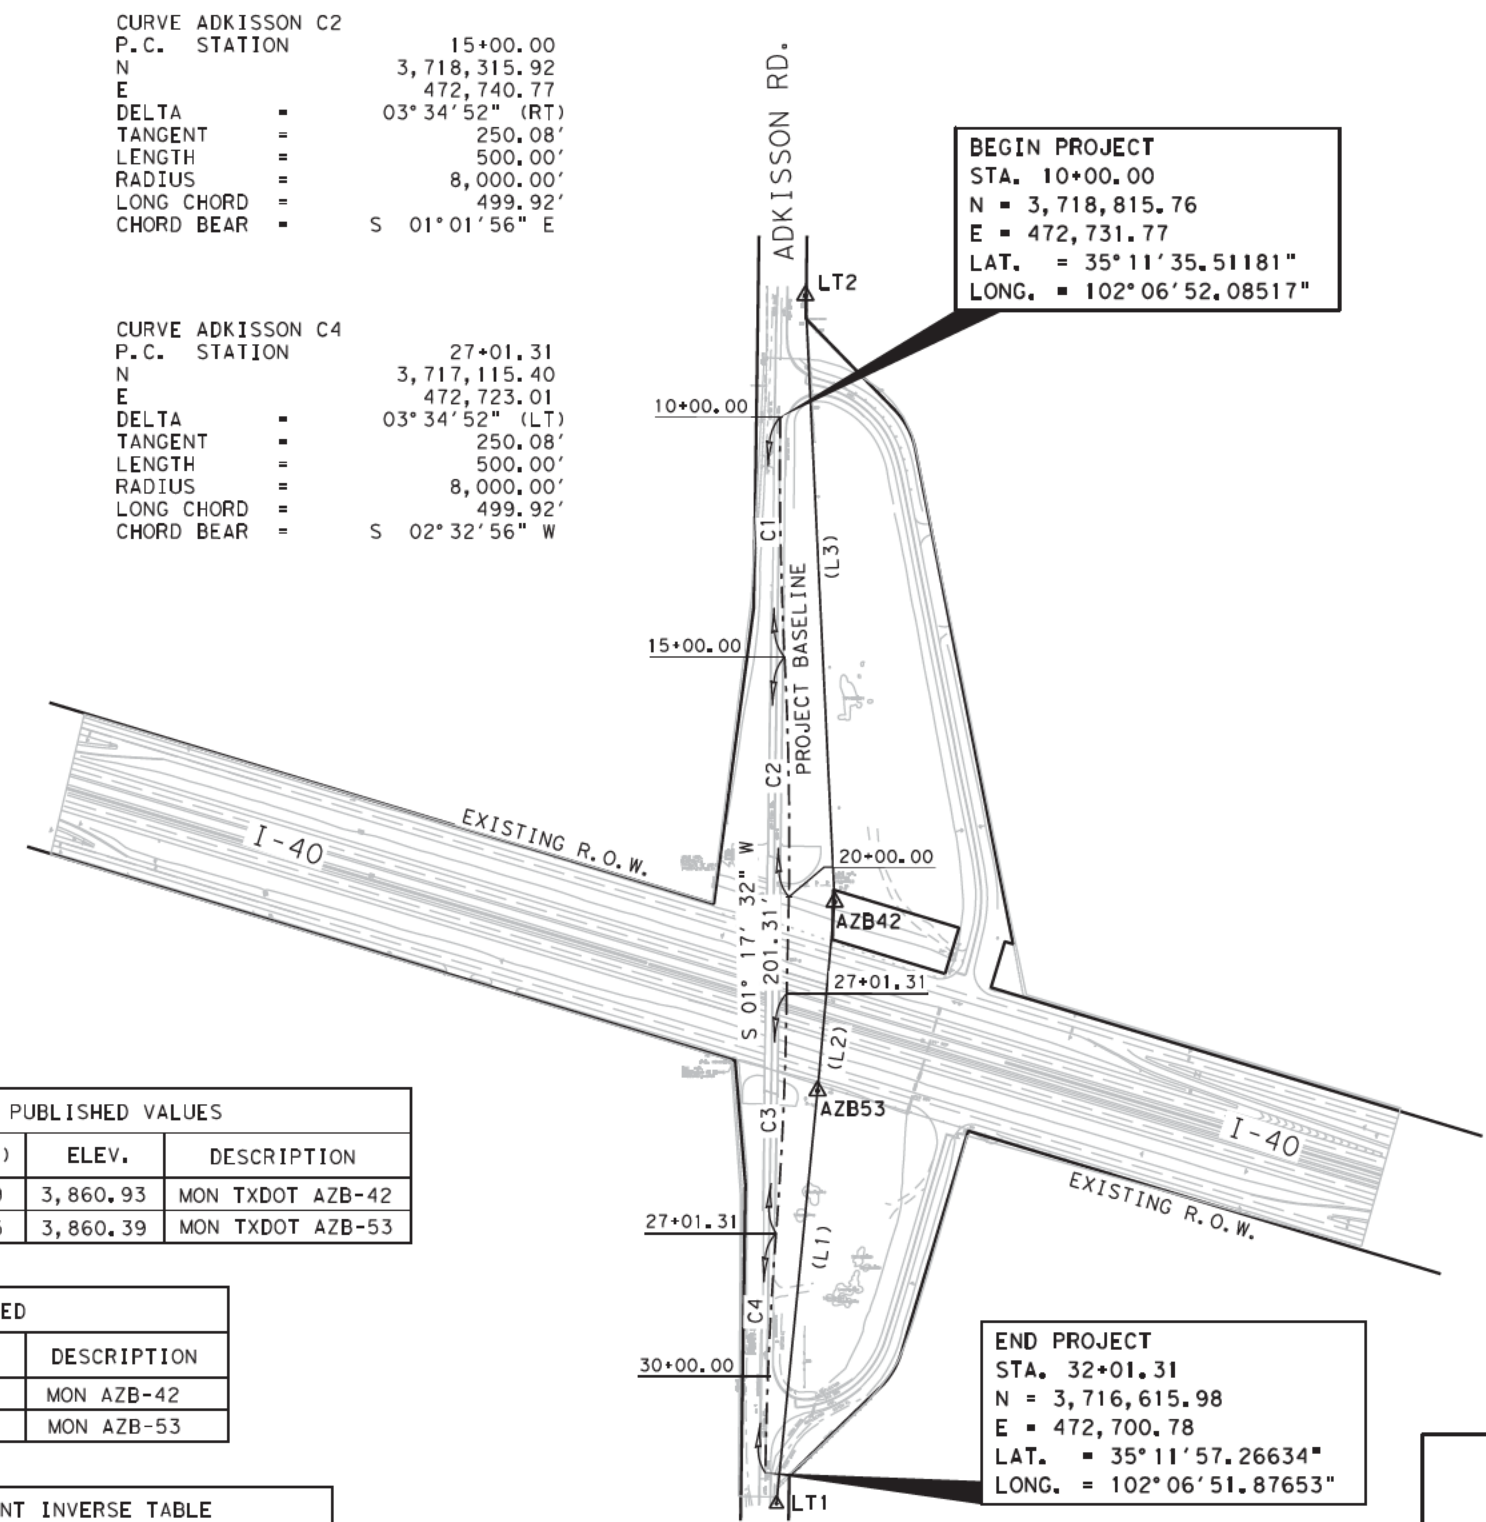 CURVE ADKISSON C2
P.C. STATION 15+00.00
N 3,718,315.92
E 472,740.77
DELTA = 03°34'52" (RT)
TANGENT = 250.08'
LENGTH = 500.00'
RADIUS = 8,000.00'
LONG CHORD = 499.92'
CHORD BEAR = S 01°01'56" E
CURVE ADKISSON C4
P.C. STATION 27+01.31
N 3,717,115.40
E 472,723.01
DELTA = 03°34'52" (LT)
TANGENT = 250.08'
LENGTH = 500.00'
RADIUS = 8,000.00'
LONG CHORD = 499.92'
CHORD BEAR = S 02°32'56" W
ADKISSON RD.
BEGIN PROJECT
STA. 10+00.00
N = 3,718,815.76
E = 472,731.77
LAT. = 35°11'35.51181"
LONG. = 102°06'52.08517"
LT2
10+00.00
C1
(L3)
PROJECT BASELINE
15+00.00
C2
I-40
EXISTING R.O.W.
20+00.00
AZB42
S 01° 17' 32" W
201.31'
27+01.31
(L2)
AZB53
C3
I-40
EXISTING R.O.W.
27+01.31
(L1)
C4
30+00.00
LT1
END PROJECT
STA. 32+01.31
N = 3,716,615.98
E = 472,700.78
LAT. = 35°11'57.26634"
LONG. = 102°06'51.87653"
PUBLISHED VALUES
) ELEV. DESCRIPTION
3,860.93 MON TXDOT AZB-42
3,860.39 MON TXDOT AZB-53
ED
DESCRIPTION
MON AZB-42
MON AZB-53
NT INVERSE TABLE